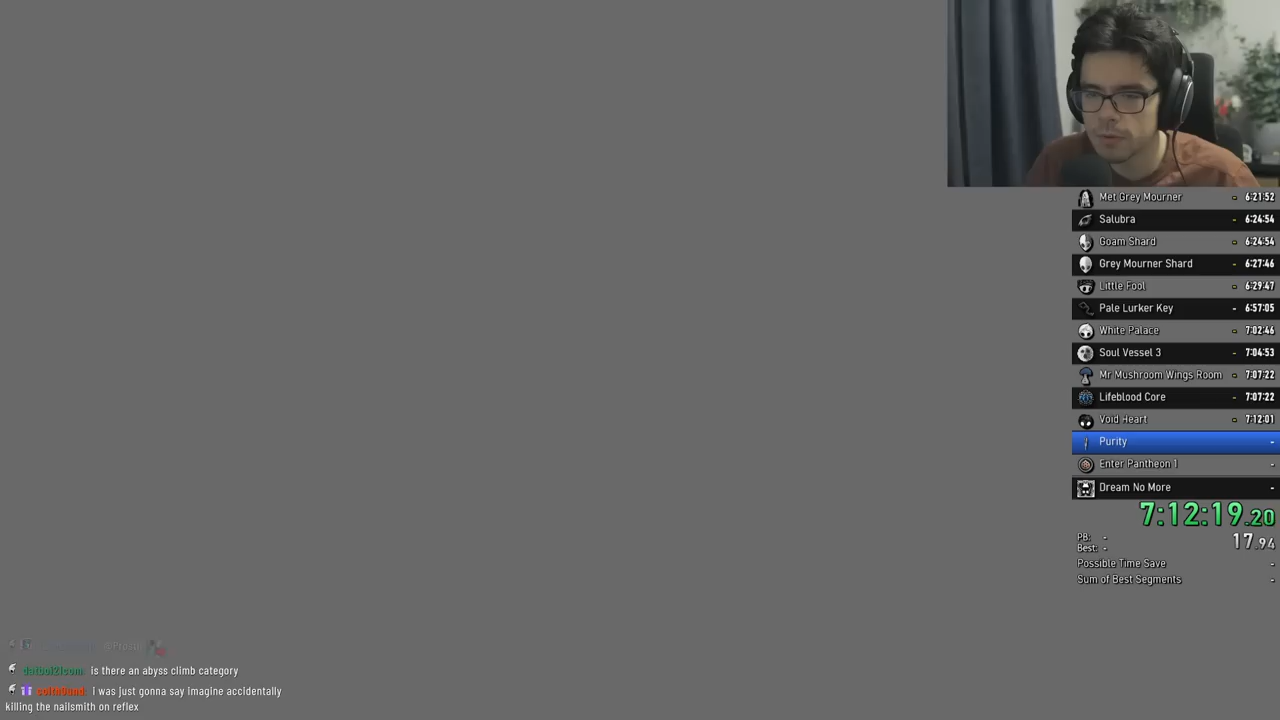 Met Grey Mourner - 6:21:52
Salubra - 6:24:54
Goam Shard - 6:24:54
Grey Mourner Shard - 6:27:46
Little Fool - 6:29:47
Pale Lurker Key - 6:57:05
White Palace - 7:02:46
Soul Vessel 3 - 7:04:53
Mr Mushroom Wings Room - 7:07:22
Lifeblood Core - 7:07:22
Void Heart - 7:12:01
Purity -
Enter Pantheon 1 -
Dream No More -
7:12:19.20
PB: - 17.94
Best: -
Possible Time Save -
Sum of Best Segments -
is there an abyss climb category
i was just gonna say imagine accidentally
killing the nailsmith on reflex